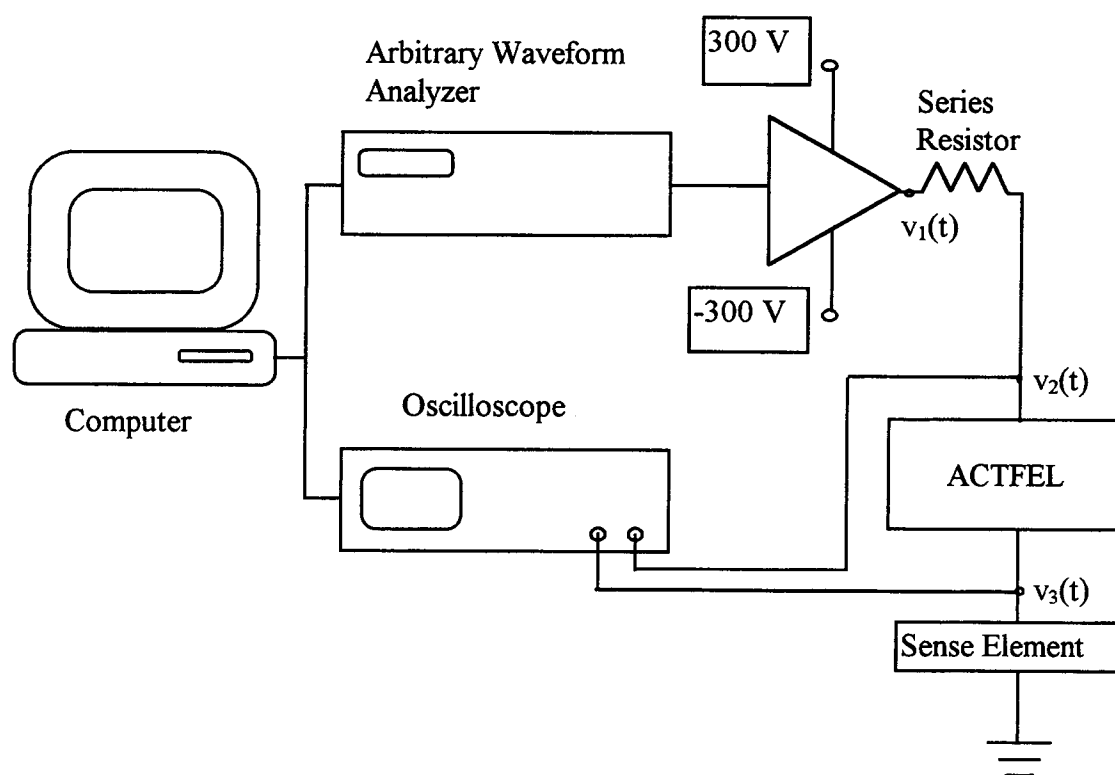 300 V
Arbitrary Waveform
Analyzer
Series
Resistor
v₁(t)
-300 V
Computer
Oscilloscope
v₂(t)
ACTFEL
v₃(t)
Sense Element